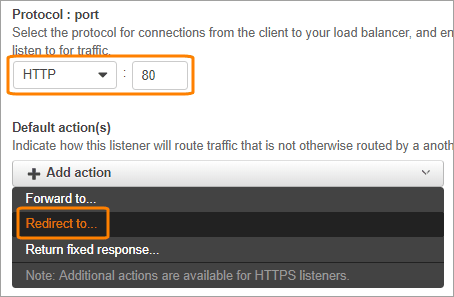 Protocol : port
Select the protocol for connections from the client to your load balancer, and en
listen to for traffic.
HTTP : 80
Default action(s)
Indicate how this listener will route traffic that is not otherwise routed by a anoth
Add action
Forward to...
Redirect to...
Return fixed response...
Note: Additional actions are available for HTTPS listeners.